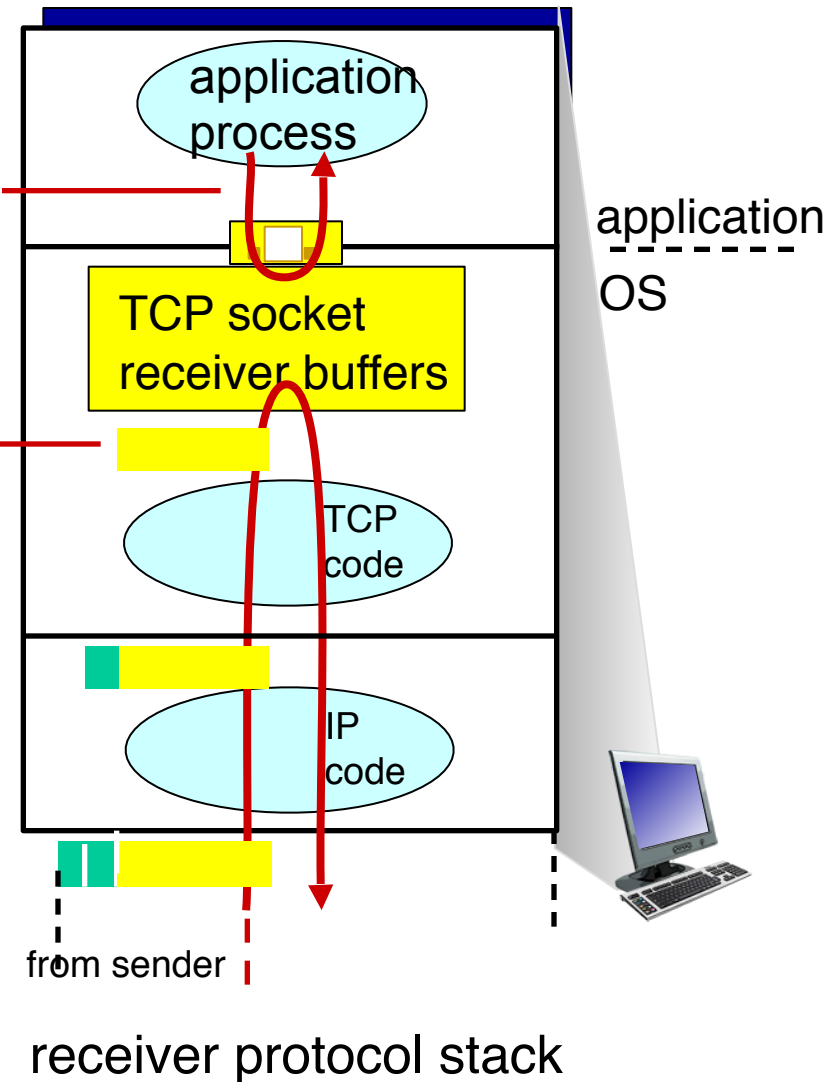 application
process
application
OS
TCP socket
receiver buffers
TCP
code
IP
code
from sender
receiver protocol stack